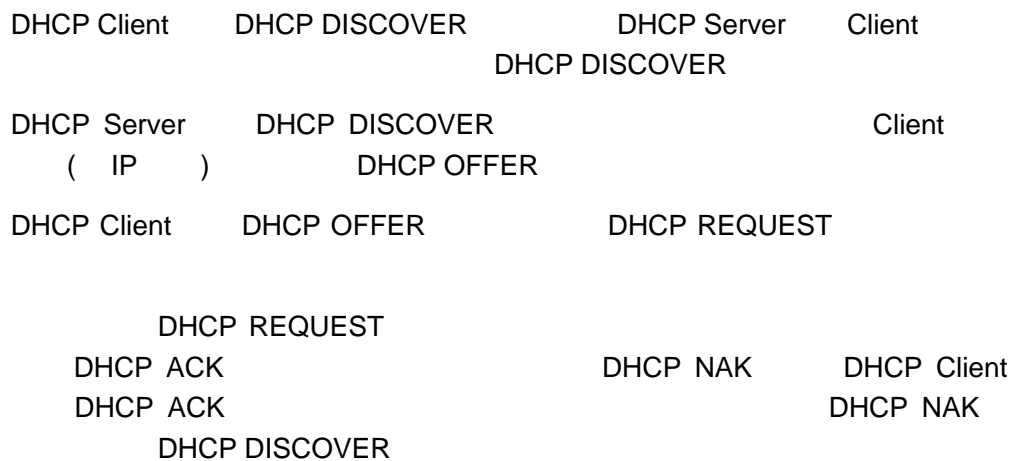 DHCP Client DHCP DISCOVER DHCP Server Client
DHCP DISCOVER
DHCP Server DHCP DISCOVER Client
( IP ) DHCP OFFER
DHCP Client DHCP OFFER DHCP REQUEST
DHCP REQUEST
DHCP ACK DHCP NAK DHCP Client
DHCP ACK DHCP NAK
DHCP DISCOVER